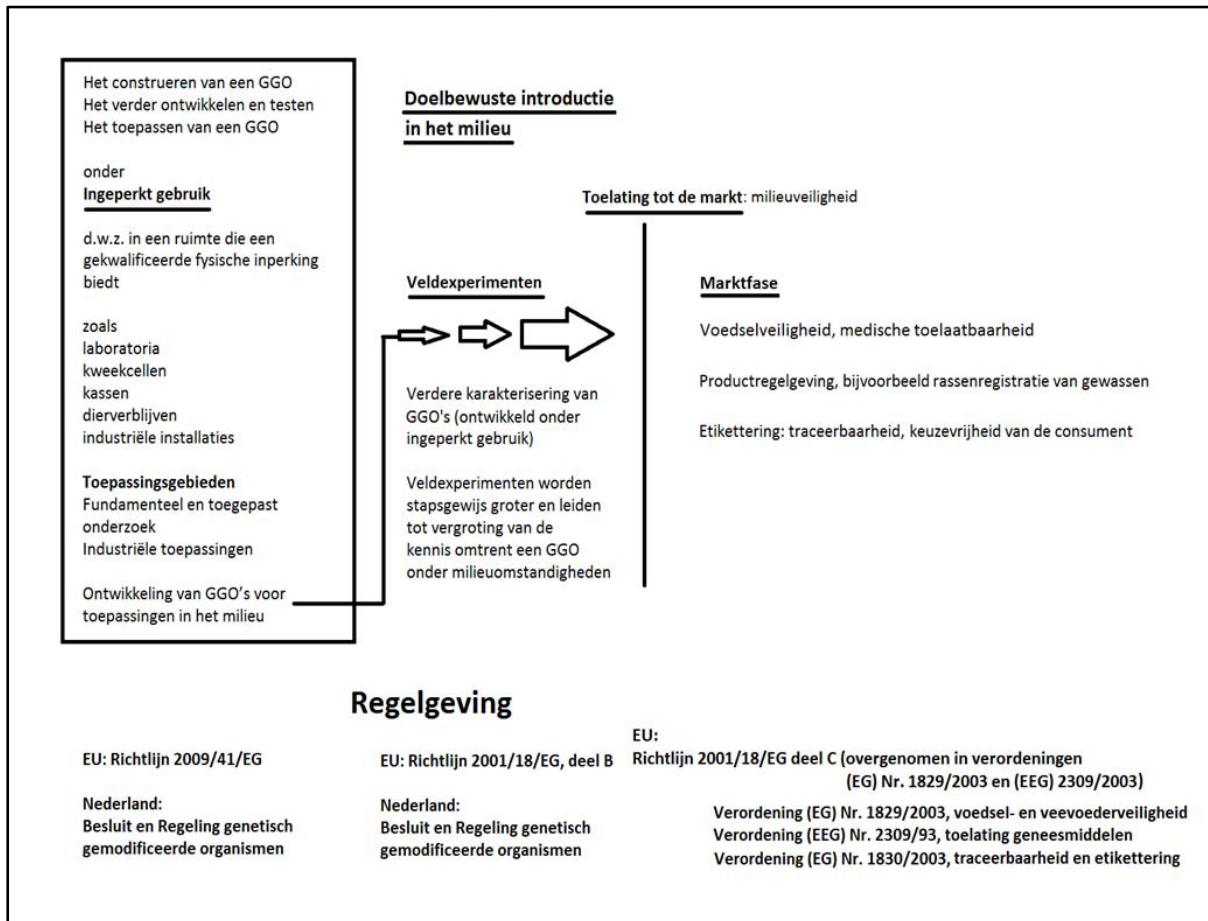 Het construeren van een GGO
Het verder ontwikkelen en testen
Het toepassen van een GGO
onder
Ingeperkt gebruik
d.w.z. in een ruimte die een
gekwalificeerde fysische inperking
biedt
zoals
laboratoria
kweekcellen
kassen
dierverblijven
industriële installaties
Toepassingsgebieden
Fundamenteel en toegepast
onderzoek
Industriële toepassingen
Ontwikkeling van GGO's voor
toepassingen in het milieu
Doelbewuste introductie
in het milieu
Toelating tot de markt: milieuveiligheid
Veldexperimenten
Verdere karakterisering van
GGO's (ontwikkeld onder
ingeperkt gebruik)
Veldexperimenten worden
stapsgewijs groter en leiden
tot vergroting van de
kennis omtrent een GGO
onder milieuomstandigheden
Marktfase
Voedselveiligheid, medische toelaatbaarheid
Productregelgeving, bijvoorbeeld rassenregistratie van gewassen
Etikettering: traceerbaarheid, keuzevrijheid van de consument
Regelgeving
EU: Richtlijn 2009/41/EG
Nederland:
Besluit en Regeling genetisch
gemodificeerde organismen
EU: Richtlijn 2001/18/EG, deel B
Nederland:
Besluit en Regeling genetisch
gemodificeerde organismen
EU:
Richtlijn 2001/18/EG deel C (overgenomen in verordeningen
(EG) Nr. 1829/2003 en (EEG) 2309/2003)
Verordening (EG) Nr. 1829/2003, voedsel- en veevoederveiligheid
Verordening (EEG) Nr. 2309/93, toelating geneesmiddelen
Verordening (EG) Nr. 1830/2003, traceerbaarheid en etikettering